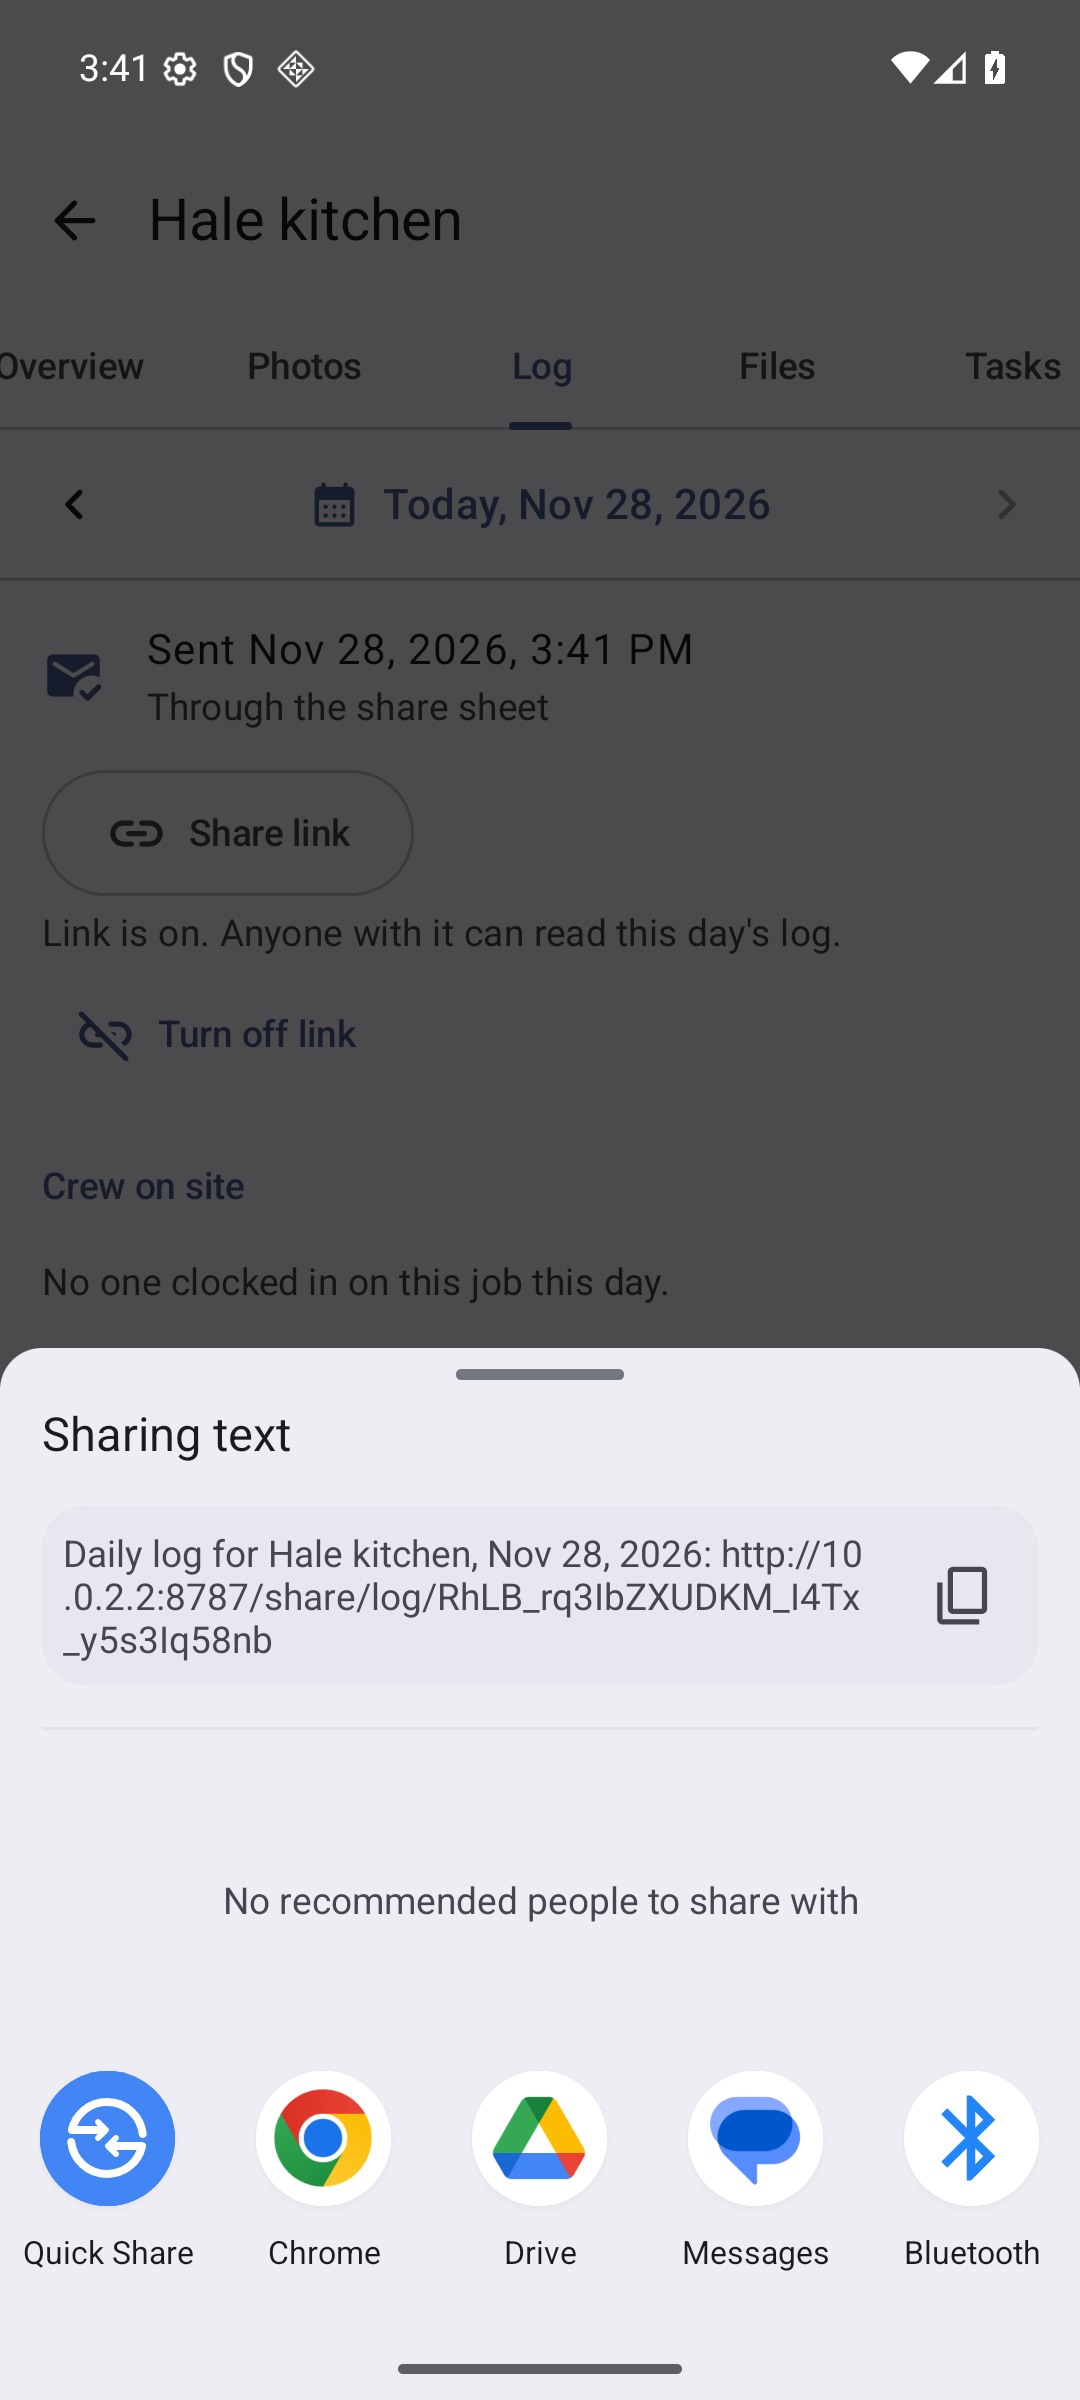 3:41
Hale kitchen
Overview Photos Log Files Tasks
Today, Nov 28, 2026
Sent Nov 28, 2026, 3:41 PM
Through the share sheet
Share link
Link is on. Anyone with it can read this day's log.
Turn off link
Crew on site
No one clocked in on this job this day.
Sharing text
Daily log for Hale kitchen, Nov 28, 2026: http://10
.0.2.2:8787/share/log/RhLB_rq3IbZXUDKM_I4Tx
_y5s3Iq58nb
No recommended people to share with
Quick Share Chrome Drive Messages Bluetooth